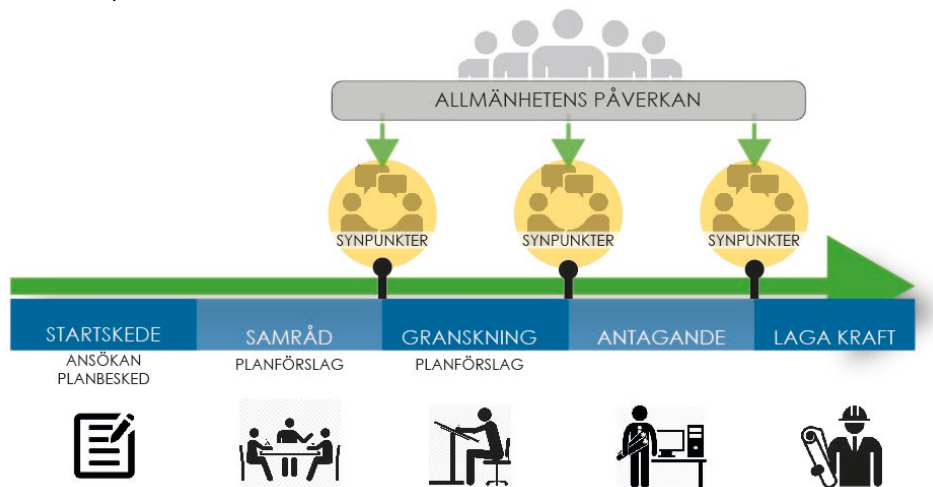 ALLMÄNHETENS PÅVERKAN
SYNPUNKTER
SYNPUNKTER
SYNPUNKTER
STARTSKEDE
SAMRÅD
GRANSKNING
ANTAGANDE
LAGA KRAFT
ANSÖKAN
PLANBESKED
PLANFÖRSLAG
PLANFÖRSLAG